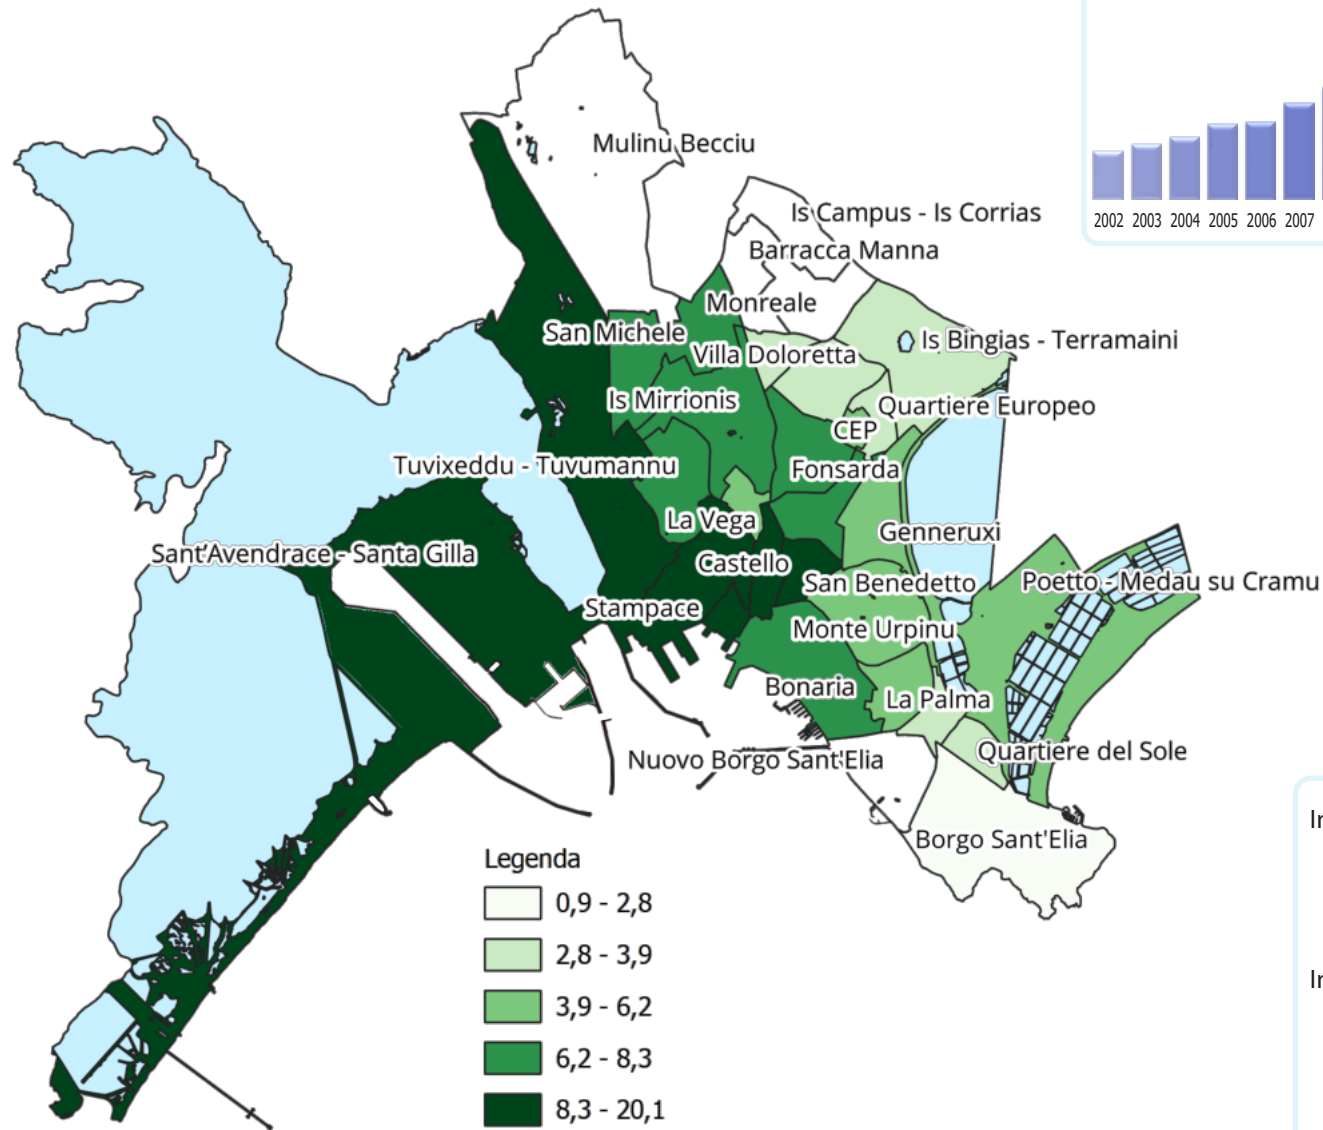 Mulinu Becciu
Is Campus - Is Corrias
2002 2003 2004 2005 2006 2007
Barracca Manna
Monreale
San Michele
Is Bingias - Terramaini
Villa Doloretta
Is Mirrionis
Quartiere Europeo
CEP
Tuvixeddu - Tuvumannu
Fonsarda
La Vega
Genneruxi
Sant'Avendrace - Santa Gilla
Castello
San Benedetto
Poetto - Medau su Cramu
Stampace
Monte Urpinu
Bonaria
La Palma
Nuovo Borgo Sant'Elia
Quartiere del Sole
Borgo Sant'Elia
Legenda
0,9 - 2,8
2,8 - 3,9
3,9 - 6,2
6,2 - 8,3
8,3 - 20,1